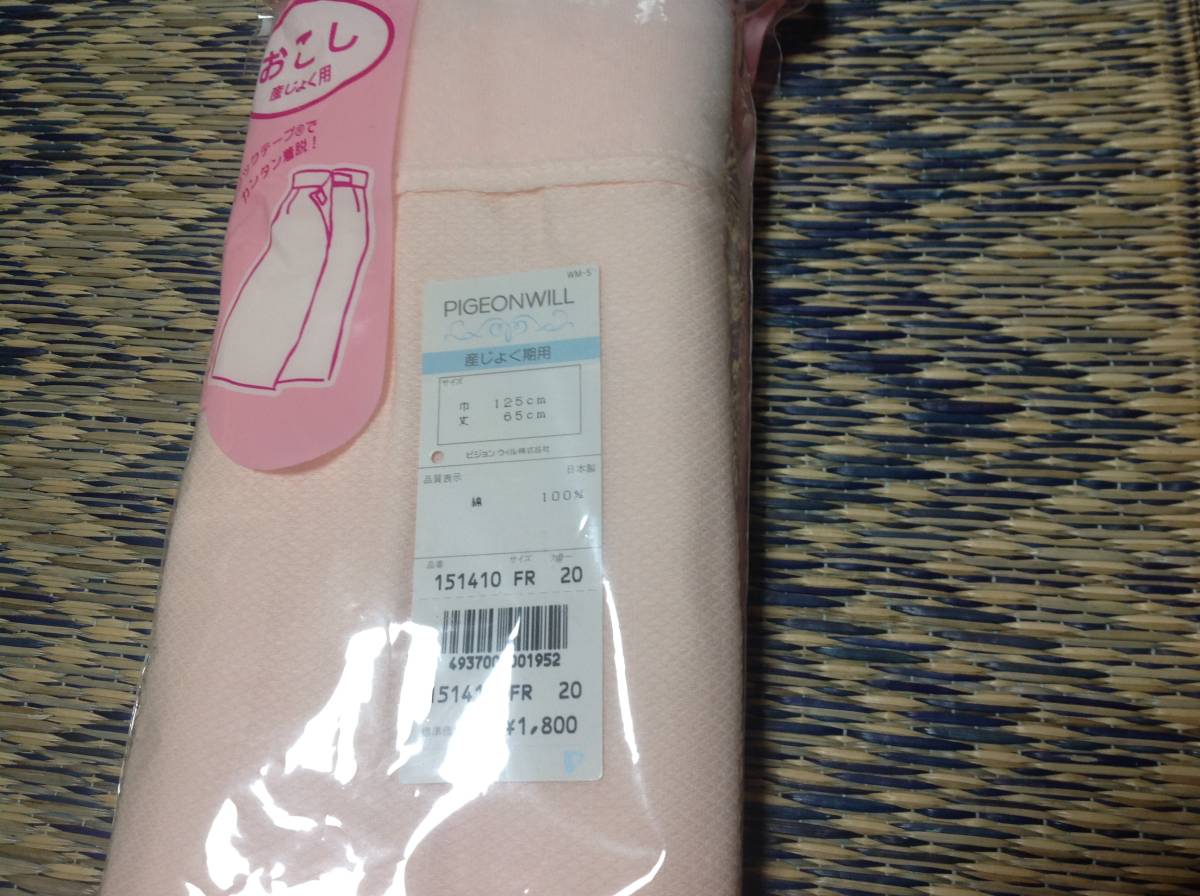 おこし
産じょく用
テープ®で
カンタン着脱!
WM-5
PIGEONWILL
産じょく期用
サイズ
巾 125cm
丈 65cm
ピジョンウィル株式会社
品質表示 日本製
綿 100%
品番 サイズ カラー
151410 FR 20
FR 20
¥1,800